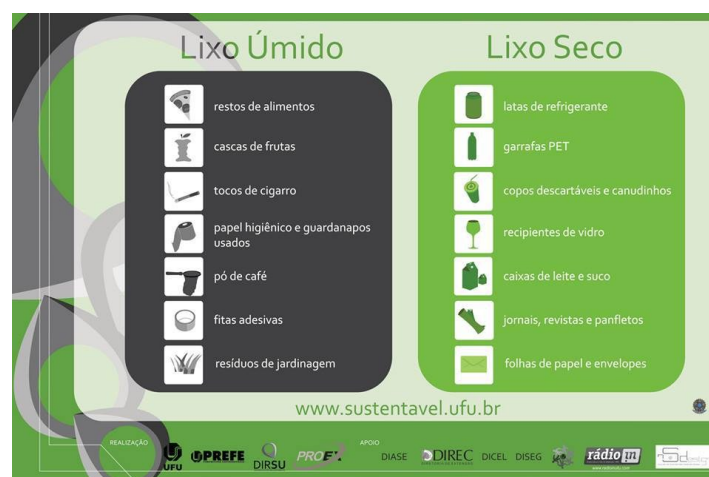 Lixo Úmido
restos de alimentos
cascas de frutas
tocos de cigarro
papel higiênico e guardanapos
usados
pó de café
fitas adesivas
resíduos de jardinagem
Lixo Seco
latas de refrigerante
garrafas PET
copos descartáveis e canudinhos
recipientes de vidro
caixas de leite e suco
jornais, revistas e panfletos
folhas de papel e envelopes
www.sustentavel.ufu.br
REALIZAÇÃO
UFU
PREFE
DIRSU
PROEX
APOIO
DIASE
DIREC
DICEL
DISEG
rádio